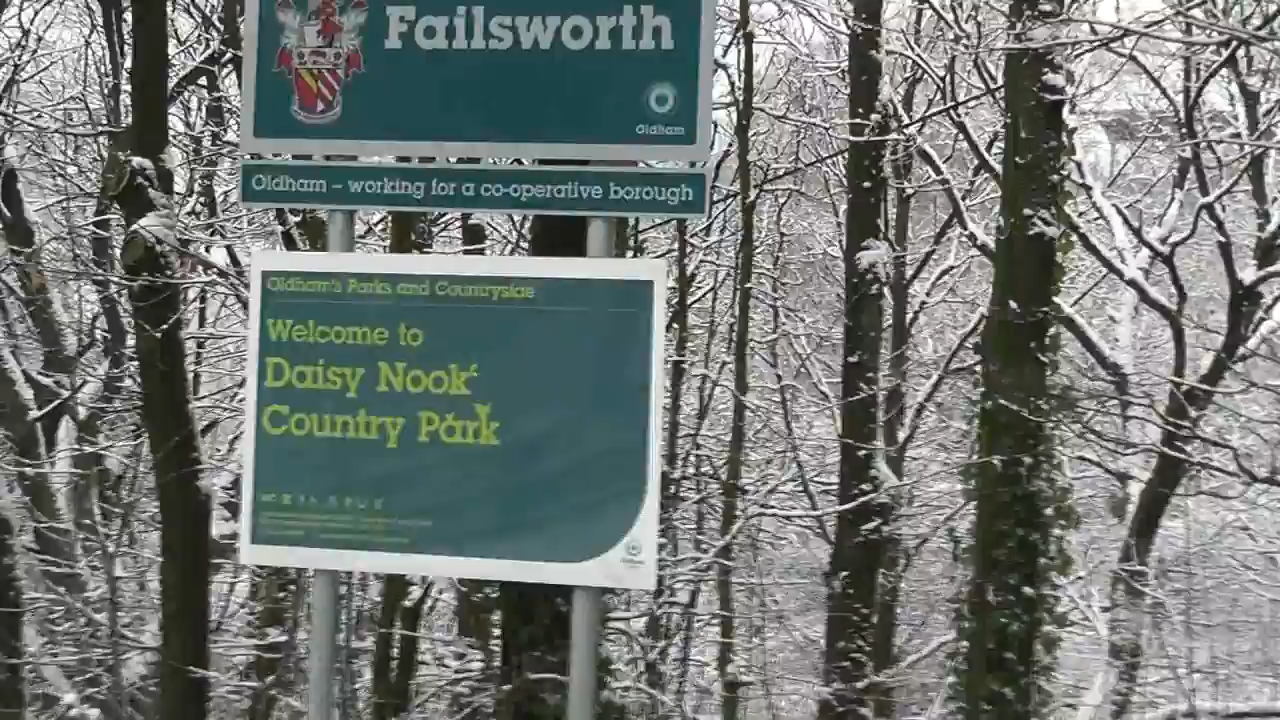 Failsworth
Oldham
Oldham – working for a co-operative borough
Oldham's Parks and Countryside
Welcome to
Daisy Nook
Country Park